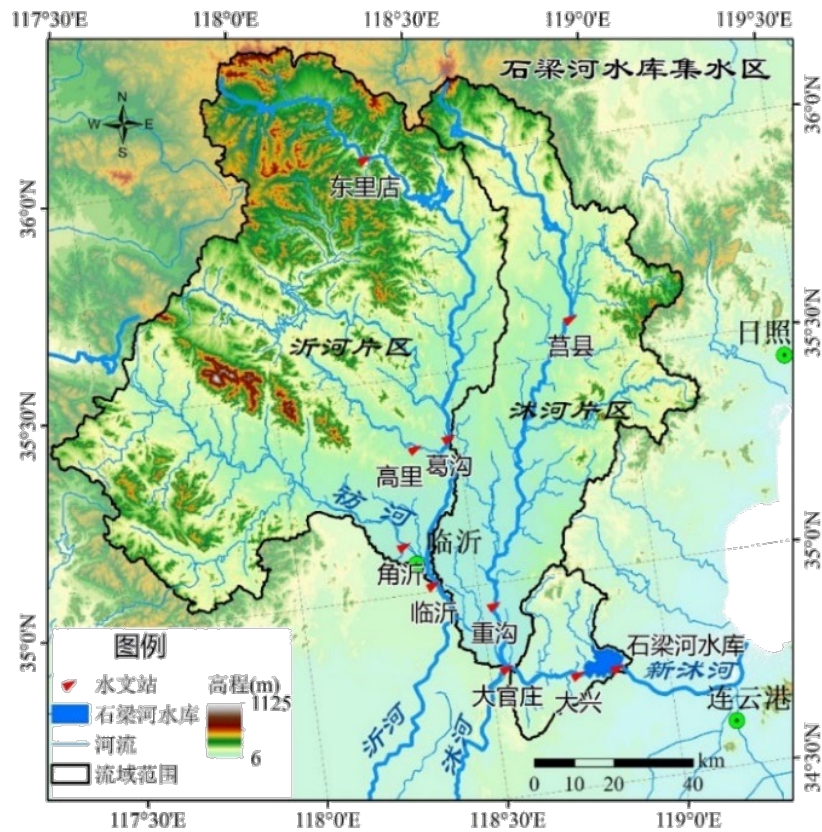 117°30'E 118°0'E 118°30'E 119°0'E 119°30'E
石梁河水库集水区
N
W E
S
36°0'N
36°0'N
东里店
35°30'N
日照
莒县
沂河片区
沭河片区
35°30'N
高里 葛沟
祊河
35°0'N
临沂
角沂
临沂
重沟
35°0'N
石梁河水库
新沭河
大官庄 大兴
连云港
沂河
沭河
34°30'N
图例
水文站
石梁河水库
河流
流域范围
高程(m)
1125
6
km
0 10 20 40
117°30'E 118°0'E 118°30'E 119°0'E